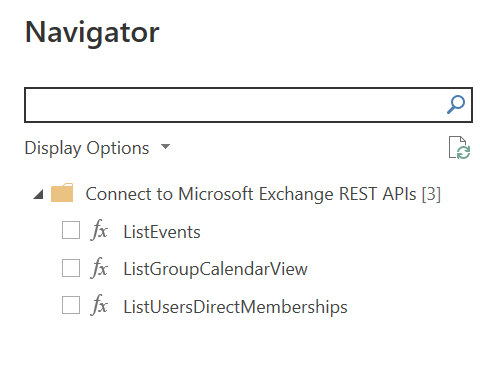 Navigator
Display Options
Connect to Microsoft Exchange REST APIs [3]
fx ListEvents
fx ListGroupCalendarView
fx ListUsersDirectMemberships